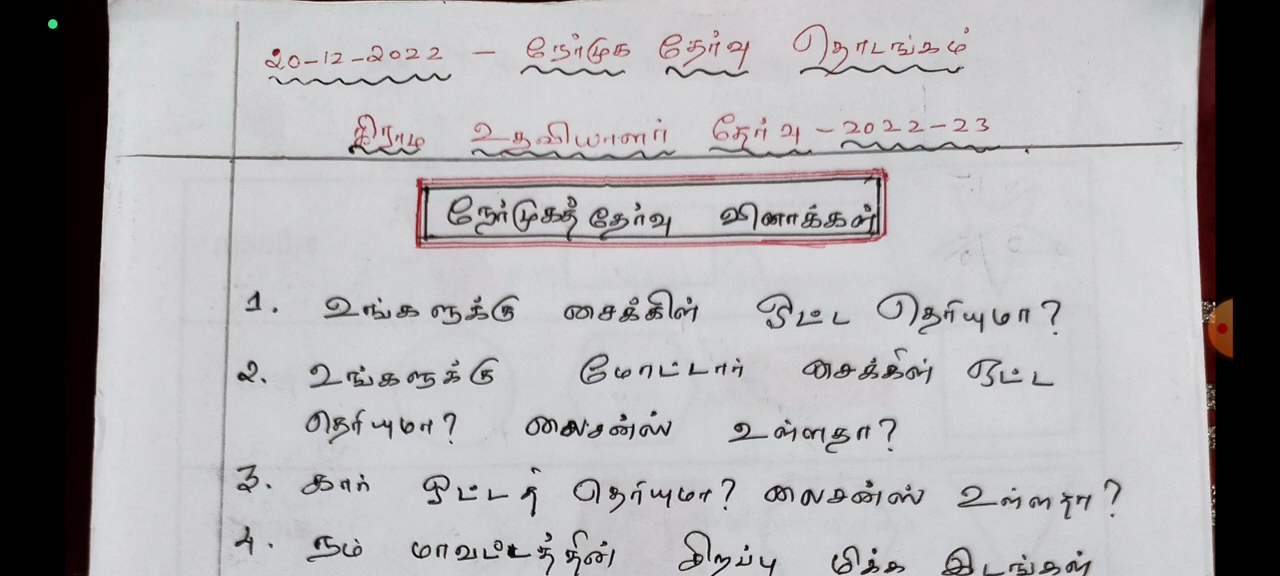 20-12-2022 - நேர்முக தேர்வு தொடங்கம்
கிராம உதவியாளர் தேர்வு - 2022-23
நேர்முகத் தேர்வு வினாக்கள்
1. உங்களுக்கு சைக்கிள் ஓட்ட தெரியுமா?
2. உங்களுக்கு மோட்டார் சைக்கிள் ஓட்ட
தெரியுமா? லைசன்ஸ் உள்ளதா?
3. கார் ஓட்டத் தெரியுமா? லைசன்ஸ் உள்ளதா?
4. நம் மாவட்டத்தின் சிறப்பு மிக்க இடங்கள்